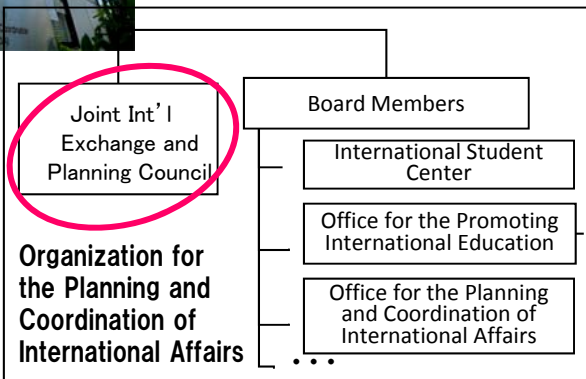 Joint Int'l
Exchange and
Planning Council
Board Members
International Student
Center
Office for the Promoting
International Education
Office for the Planning
and Coordination of
International Affairs
Organization for
the Planning and
Coordination of
International Affairs
• • •